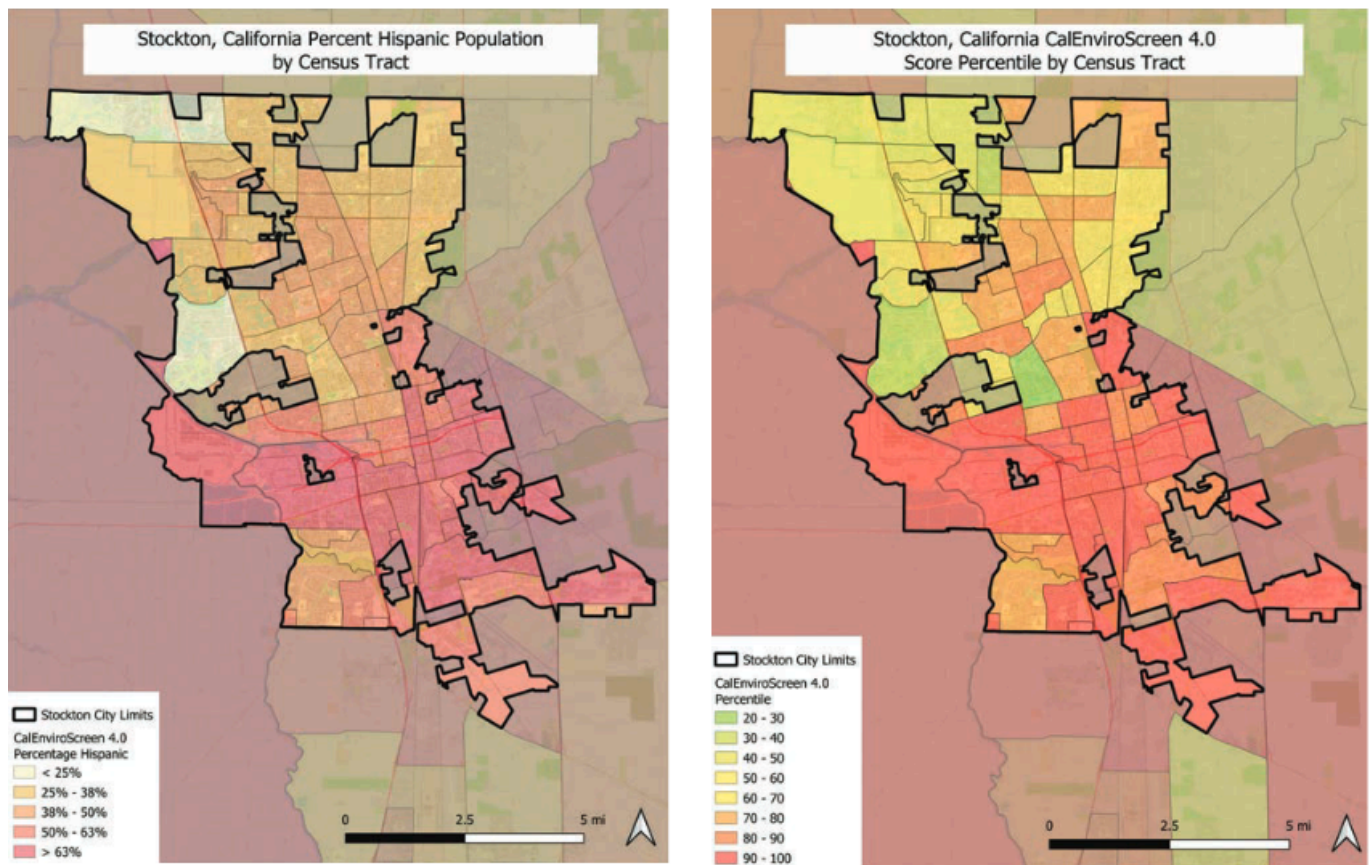 Stockton, California Percent Hispanic Population
by Census Tract
Stockton City Limits
CalEnviroScreen 4.0
Percentage Hispanic
< 25%
25% - 38%
38% - 50%
50% - 63%
> 63%
0 2.5 5 mi
Stockton, California CalEnviroScreen 4.0
Score Percentile by Census Tract
Stockton City Limits
CalEnviroScreen 4.0
Percentile
20 - 30
30 - 40
40 - 50
50 - 60
60 - 70
70 - 80
80 - 90
90 - 100
0 2.5 5 mi